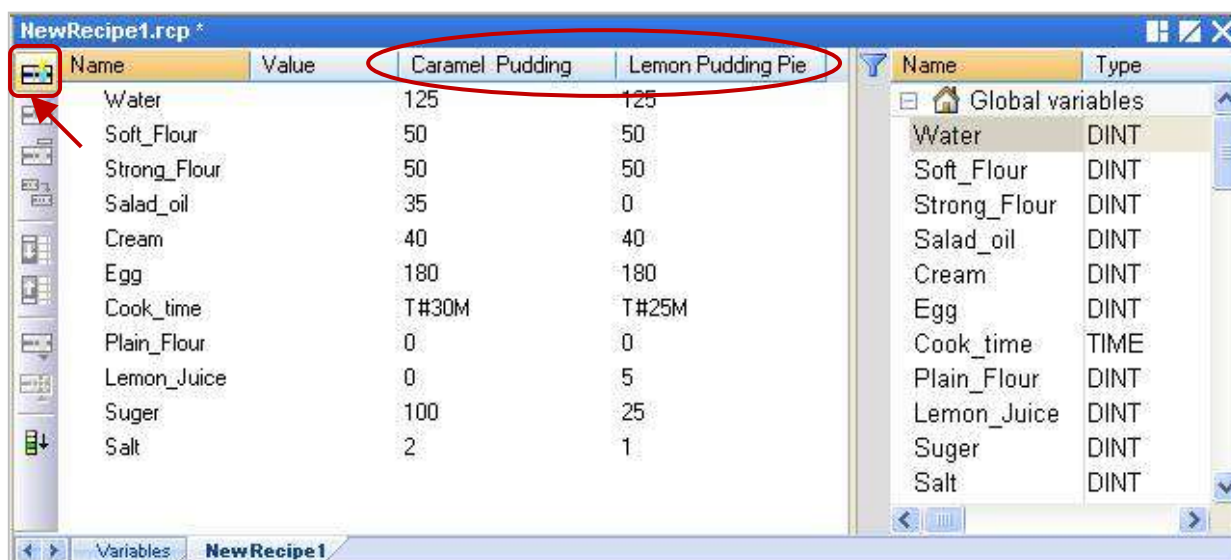 NewRecipe1.rcp *
Name Value Caramel Pudding Lemon Pudding Pie Name Type
Water 125 125 Global variables
Soft_Flour 50 50 Water DINT
Strong_Flour 50 50 Soft_Flour DINT
Salad_oil 35 0 Strong_Flour DINT
Cream 40 40 Salad_oil DINT
Egg 180 180 Cream DINT
Cook_time T#30M T#25M Egg DINT
Plain_Flour 0 0 Cook_time TIME
Lemon_Juice 0 5 Plain_Flour DINT
Suger 100 25 Lemon_Juice DINT
Salt 2 1 Suger DINT
Salt DINT
Variables NewRecipe1